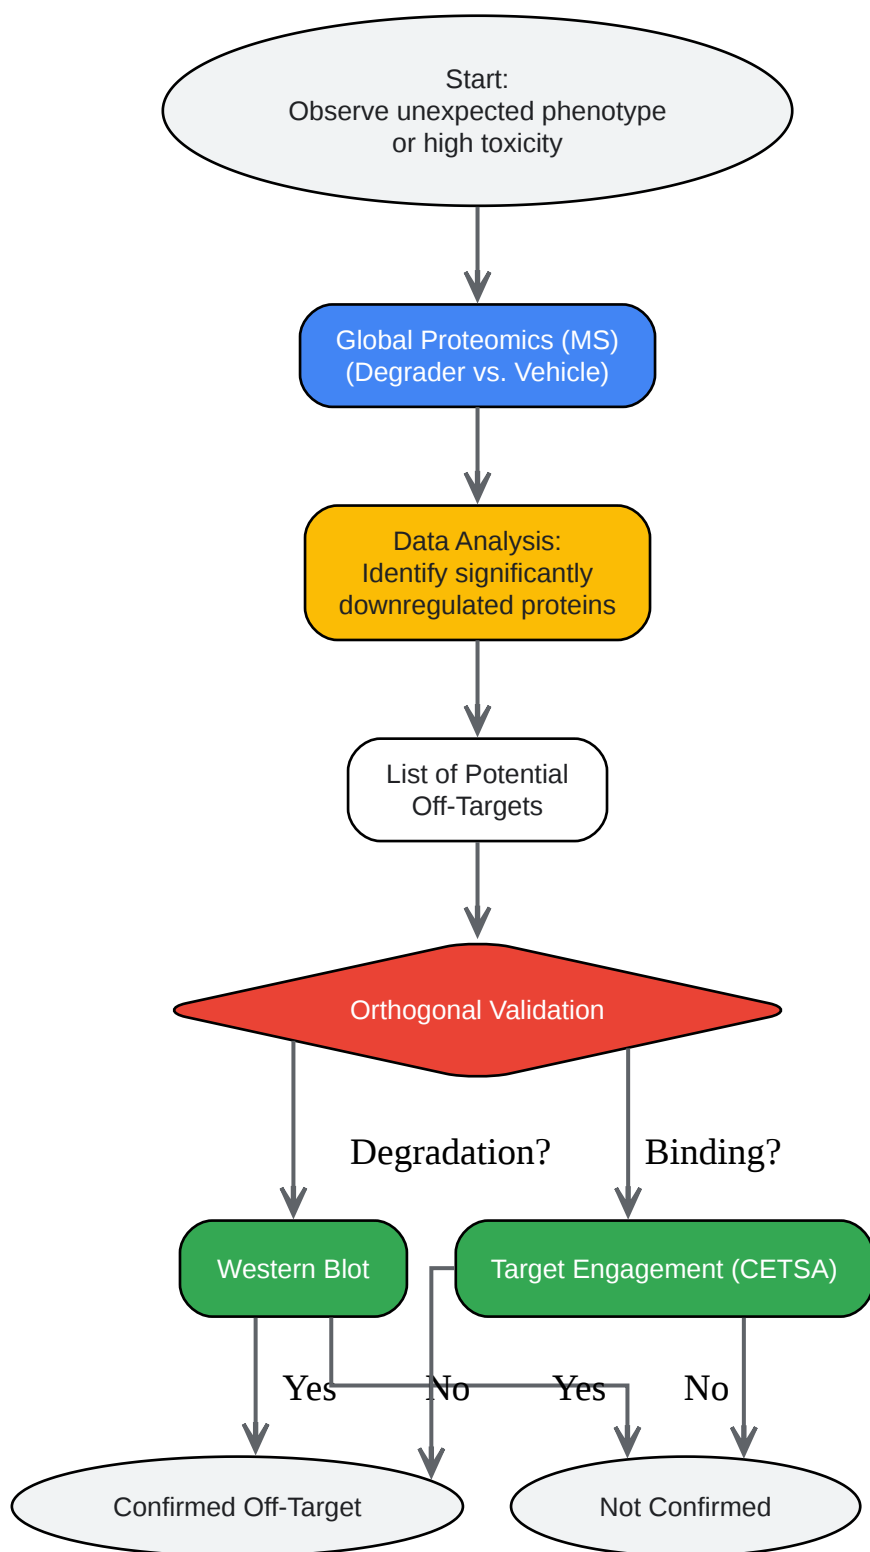 Start:
Observe unexpected phenotype
or high toxicity
Global Proteomics (MS)
(Degrader vs. Vehicle)
Data Analysis:
Identify significantly
downregulated proteins
List of Potential
Off-Targets
Orthogonal Validation
Degradation?
Binding?
Western Blot
Target Engagement (CETSA)
Yes
No
Yes
No
Confirmed Off-Target
Not Confirmed